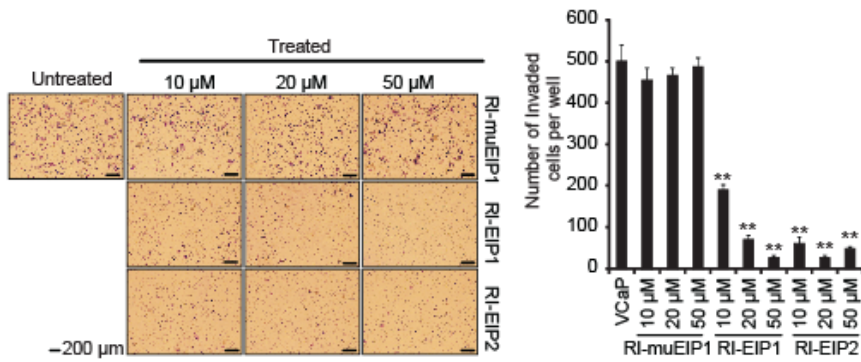 Treated
Untreated
10 µM
20 µM
50 µM
RI-muEIP1
RI-EIP1
RI-EIP2
–200 µm
Number of Invaded
cells per well
600
500
400
300
200
100
0
**
**
**
**
**
**
VCaP
10 µM
20 µM
50 µM
10 µM
20 µM
50 µM
10 µM
20 µM
50 µM
RI-muEIP1
RI-EIP1
RI-EIP2